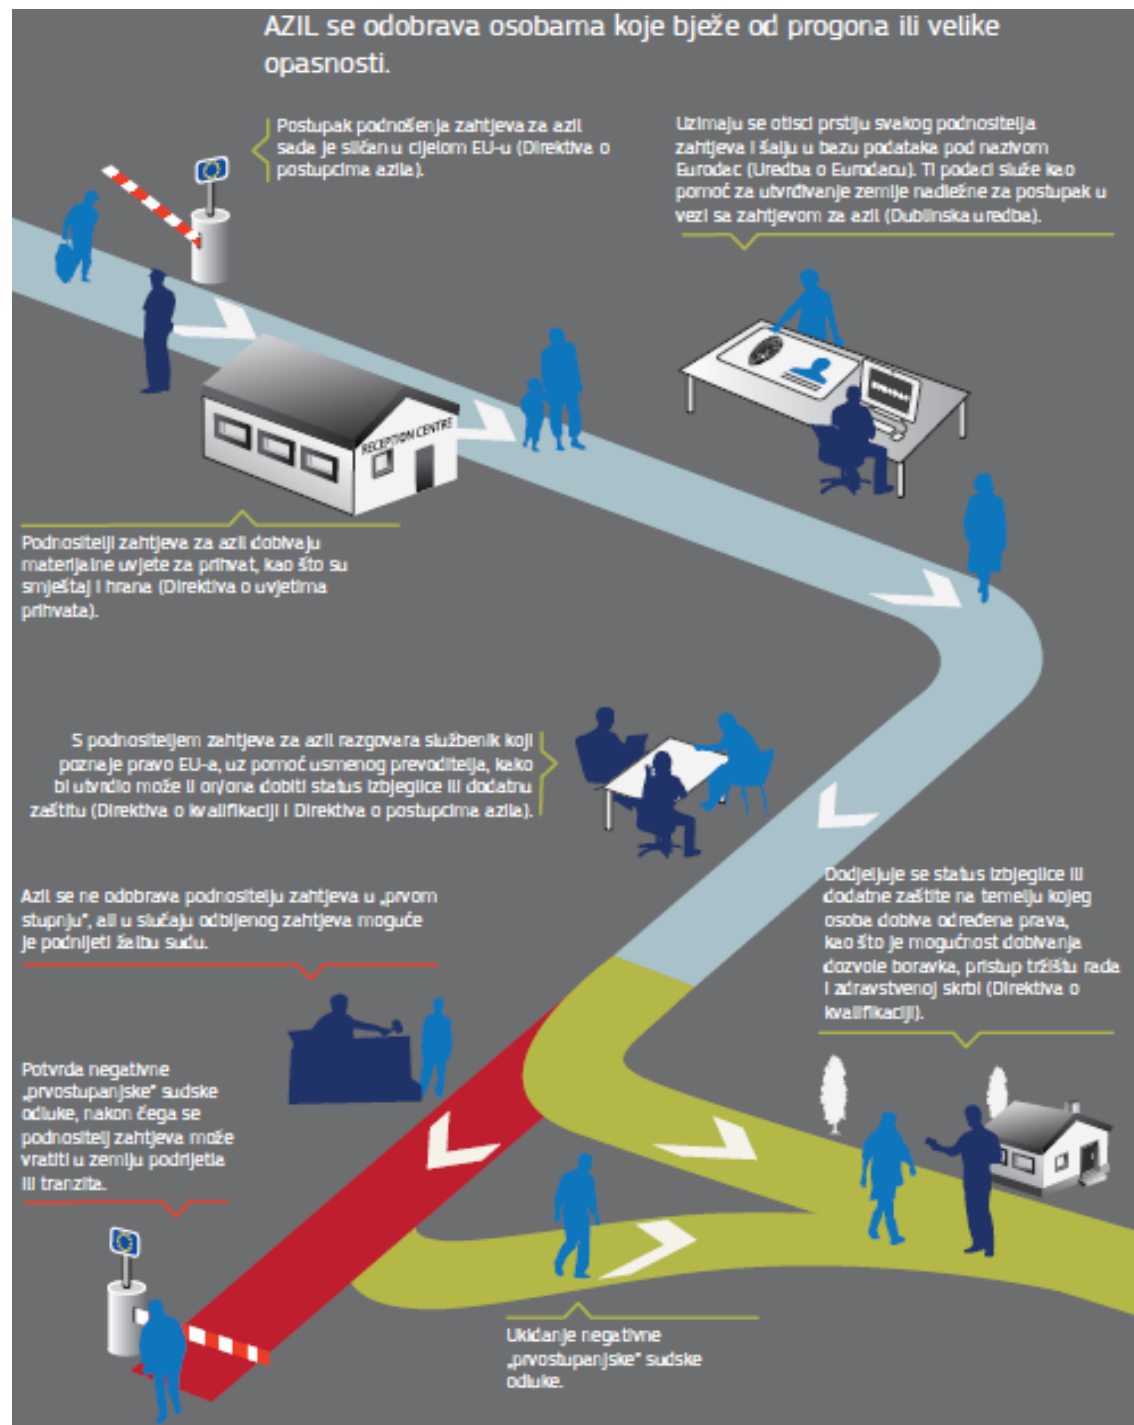 AZIL se odobrava osobama koje bježe od progona ili velike
opasnosti.
Postupak podnošenja zahtjeva za azil
sada je sličan u cijelom EU-u (Direktiva o
postupcima azila).
Uzimaju se otisci prstiju svakog podnositelja
zahtjeva i šalju u bazu podataka pod nazivom
Eurodac (Uredba o Eurodacu). Ti podaci služe kao
pomoć za utvrđivanje zemlje nadležne za postupak u
vezi sa zahtjevom za azil (Dublinska uredba).
RECEPTION CENTRE
EURODAC
Podnositelji zahtjeva za azil dobivaju
materijalne uvjete za prihvat, kao što su
smještaj i hrana (Direktiva o uvjetima
prihvata).
S podnositeljem zahtjeva za azil razgovara službenik koji
poznaje pravo EU-a, uz pomoć usmenog prevoditelja, kako
bi utvrdio može li on/ona dobiti status izbjeglice ili dodatnu
zaštitu (Direktiva o kvalifikaciji i Direktiva o postupcima azila).
Azil se ne odobrava podnositelju zahtjeva u „prvom
stupnju”, ali u slučaju odbijenog zahtjeva moguće
je podnijeti žalbu sudu.
Dodjeljuje se status izbjeglice ili
dodatne zaštite na temelju kojeg
osoba dobiva određena prava,
kao što je mogućnost dobivanja
dozvole boravka, pristup tržištu rada
i zdravstvenoj skrbi (Direktiva o
kvalifikaciji).
Potvrda negativne
„prvostupanjske” sudske
odluke, nakon čega se
podnositelj zahtjeva može
vratiti u zemlju podrijetla
ili tranzita.
Ukidanje negativne
„prvostupanjske” sudske
odluke.